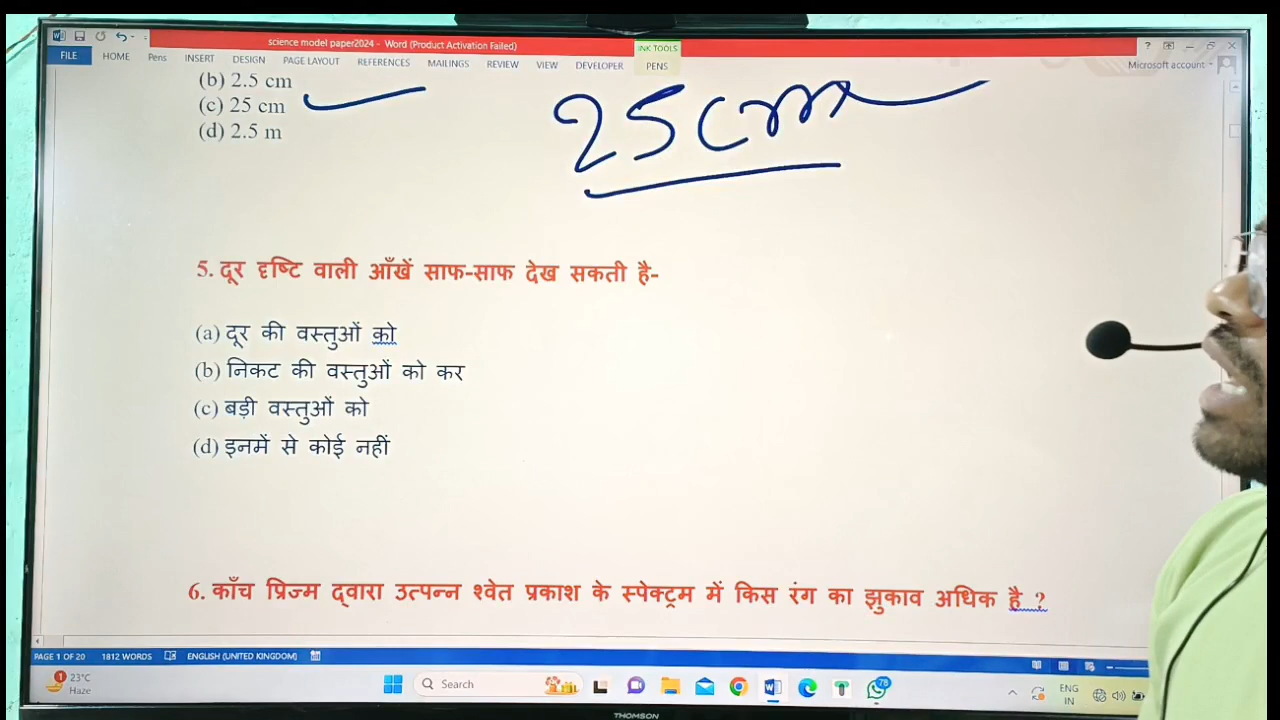 science model paper2024 - Word (Product Activation Failed)
INK TOOLS
FILE HOME Pens INSERT DESIGN PAGE LAYOUT REFERENCES MAILINGS REVIEW VIEW DEVELOPER PENS
Microsoft account
(b) 2.5 cm
(c) 25 cm
(d) 2.5 m
25 cm
5. दूर दृष्टि वाली आँखें साफ-साफ देख सकती है-
(a) दूर की वस्तुओं को
(b) निकट की वस्तुओं को कर
(c) बड़ी वस्तुओं को
(d) इनमें से कोई नहीं
6. काँच प्रिज्म द्वारा उत्पन्न श्वेत प्रकाश के स्पेक्ट्रम में किस रंग का झुकाव अधिक है ?
PAGE 1 OF 20 1812 WORDS ENGLISH (UNITED KINGDOM)
1
23°C
Haze
Search
78
ENG
IN
THOMSON